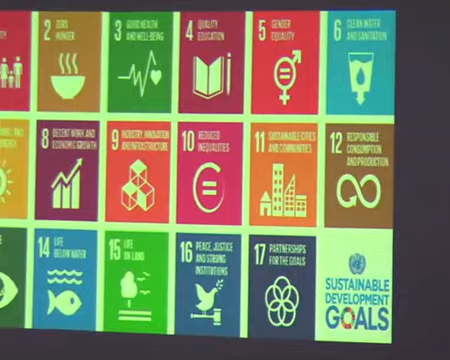 TY
2 ZERO
HUNGER
3 GOOD HEALTH
AND WELL-BEING
4 QUALITY
EDUCATION
5 GENDER
EQUALITY
6 CLEAN WATER
AND SANITATION
8 DECENT WORK AND
ECONOMIC GROWTH
9 INDUSTRY, INNOVATION
AND INFRASTRUCTURE
10 REDUCED
INEQUALITIES
11 SUSTAINABLE CITIES
AND COMMUNITIES
12 RESPONSIBLE
CONSUMPTION
AND PRODUCTION
14 LIFE
BELOW WATER
15 LIFE
ON LAND
16 PEACE, JUSTICE
AND STRONG
INSTITUTIONS
17 PARTNERSHIPS
FOR THE GOALS
SUSTAINABLE
DEVELOPMENT
GOALS